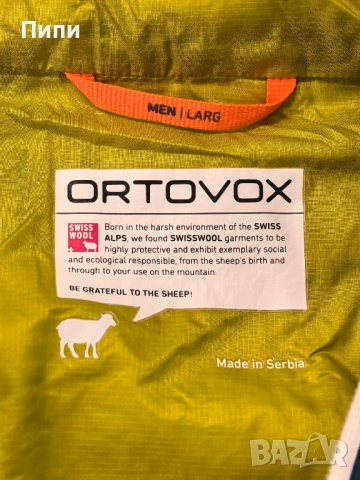 Пипи
MEN | LARG
ORTOVOX
SWISS
WOOL
Born in the harsh environment of the SWISS
ALPS, we found SWISSWOOL garments to be
highly protective and exhibit exemplary social
and ecological responsible, from the sheep's birth and
through to your use on the mountain.
BE GRATEFUL TO THE SHEEP!
Made in Serbia
BAZAR